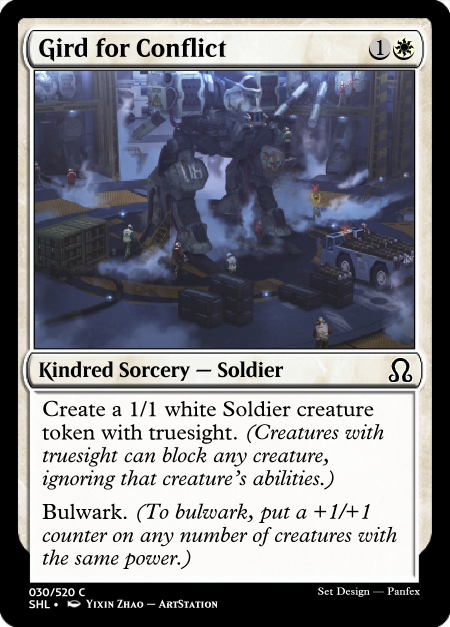 Gird for Conflict 1
Kindred Sorcery — Soldier
Create a 1/1 white Soldier creature
token with truesight. (Creatures with
truesight can block any creature,
ignoring that creature's abilities.)
Bulwark. (To bulwark, put a +1/+1
counter on any number of creatures with
the same power.)
030/520 C
SHL • Yixin Zhao — ArtStation
Set Design — Panfex